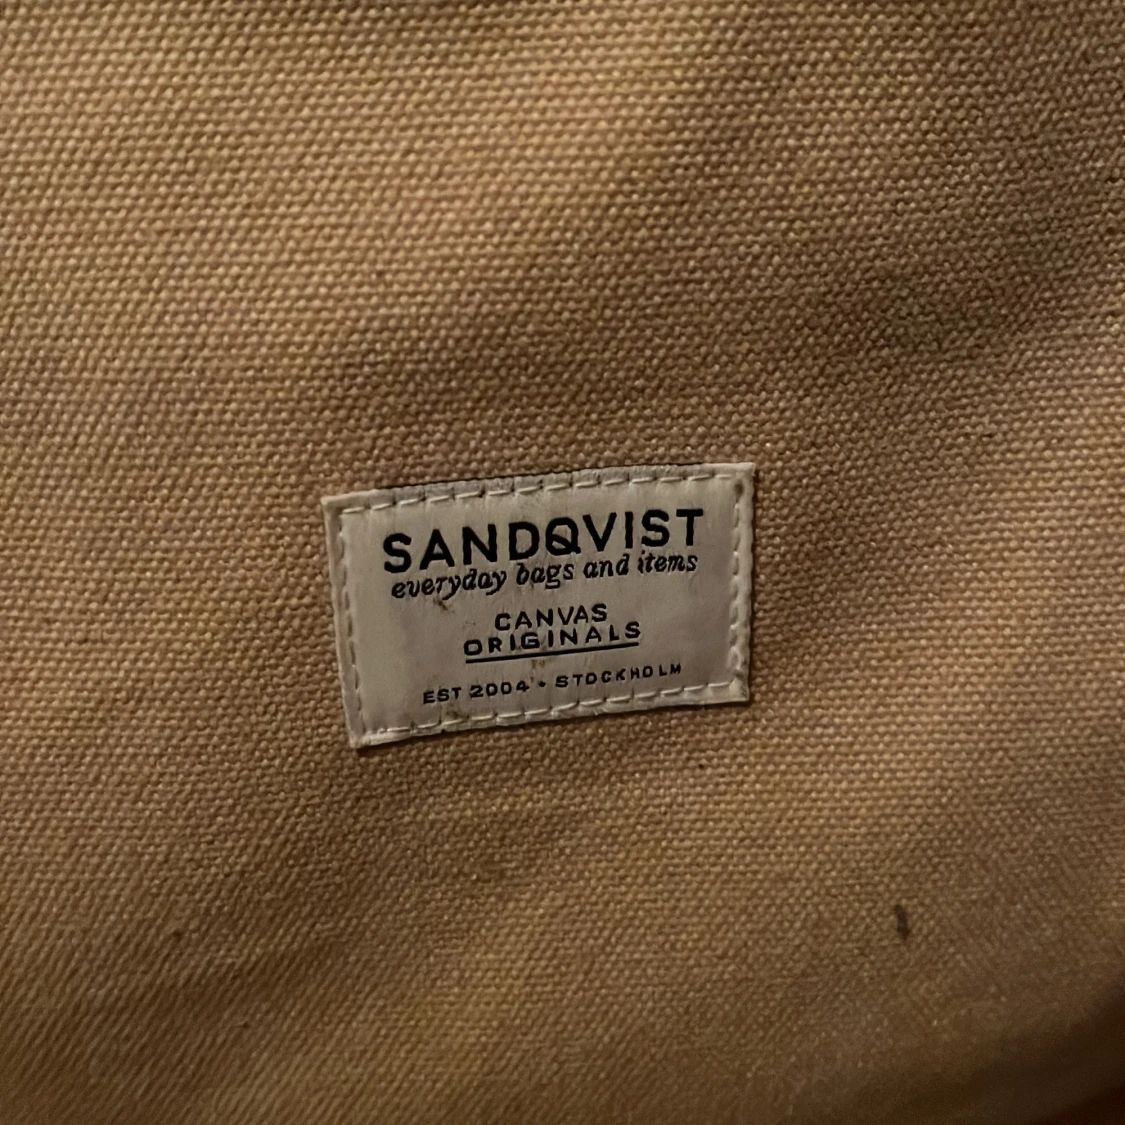 SANDQVIST
everyday bags and items
CANVAS
ORIGINALS
EST 2004 • STOCKHOLM